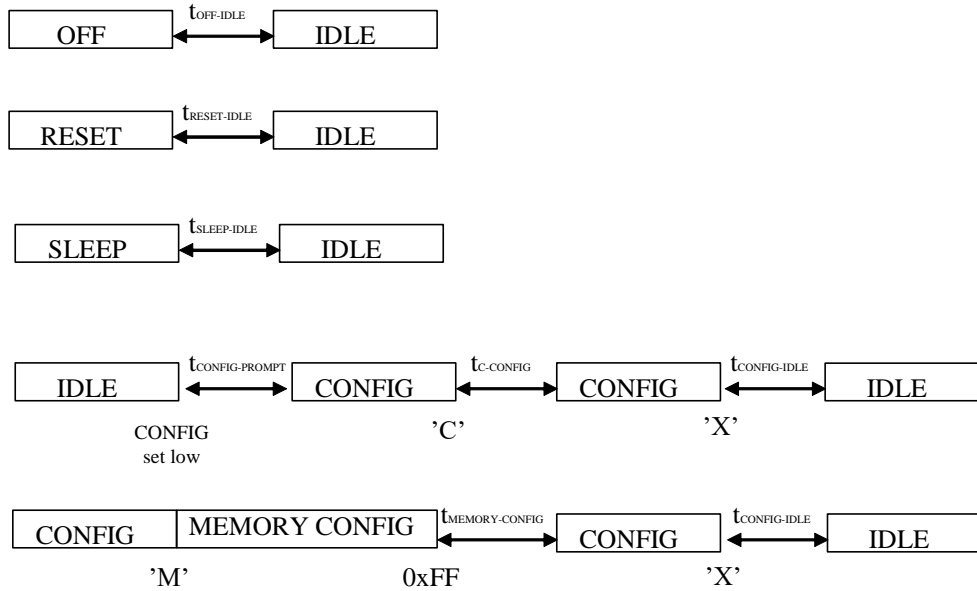 tOFF-IDLE
OFF IDLE
tRESET-IDLE
RESET IDLE
tSLEEP-IDLE
SLEEP IDLE
tCONFIG-PROMPT tC-CONFIG tCONFIG-IDLE
IDLE CONFIG CONFIG IDLE
CONFIG
set low
’C’ ’X’
tMEMORY-CONFIG tCONFIG-IDLE
CONFIG MEMORY CONFIG CONFIG IDLE
’M’ 0xFF ’X’